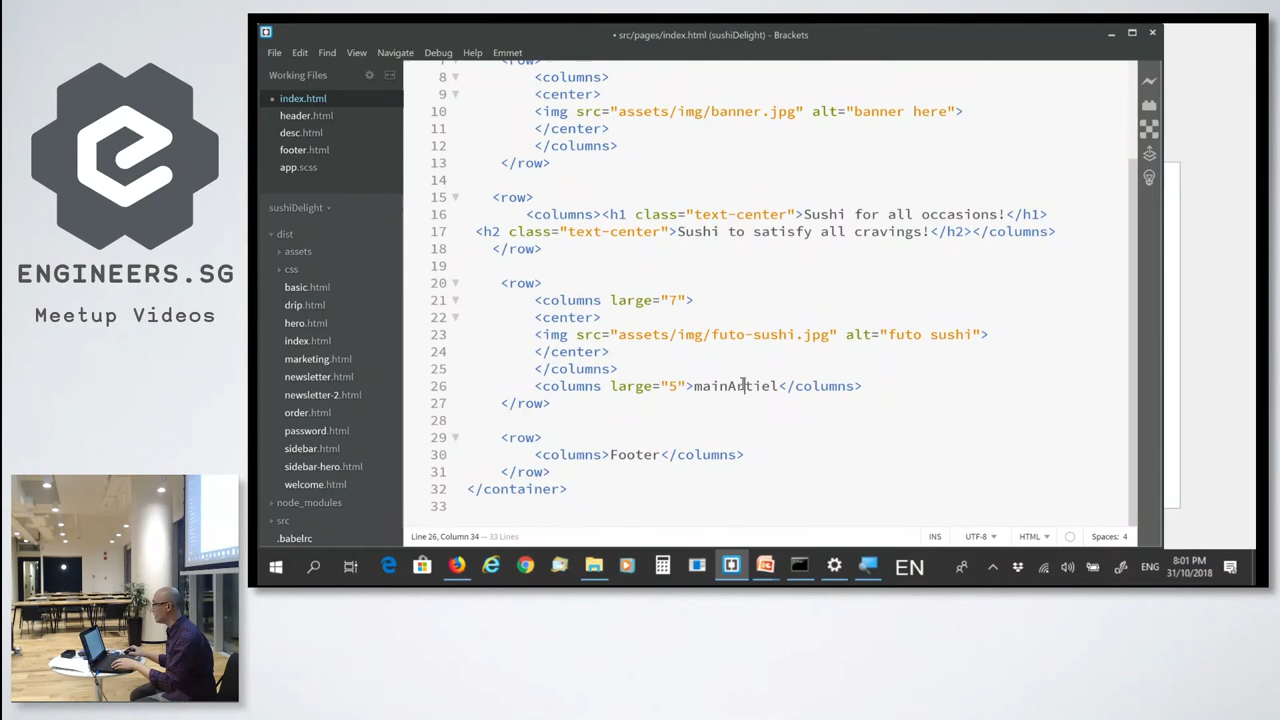 ENGINEERS.SG
Meetup Videos
• src/pages/index.html (sushiDelight) - Brackets
File Edit Find View Navigate Debug Help Emmet
Working Files
index.html
header.html
desc.html
footer.html
app.scss
sushiDelight
dist
assets
css
basic.html
drip.html
hero.html
index.html
marketing.html
newsletter.html
newsletter-2.html
order.html
password.html
sidebar.html
sidebar-hero.html
welcome.html
node_modules
src
.babelrc
7 <row>
8 <columns>
9 <center>
10 <img src="assets/img/banner.jpg" alt="banner here">
11 </center>
12 </columns>
13 </row>
14
15 <row>
16 <columns><h1 class="text-center">Sushi for all occasions!</h1>
17 <h2 class="text-center">Sushi to satisfy all cravings!</h2></columns>
18 </row>
19
20 <row>
21 <columns large="7">
22 <center>
23 <img src="assets/img/futo-sushi.jpg" alt="futo sushi">
24 </center>
25 </columns>
26 <columns large="5">mainArtiel</columns>
27 </row>
28
29 <row>
30 <columns>Footer</columns>
31 </row>
32 </container>
33
Line 26, Column 34 — 33 Lines
INS UTF-8 HTML Spaces: 4
EN
ENG
8:01 PM
31/10/2018